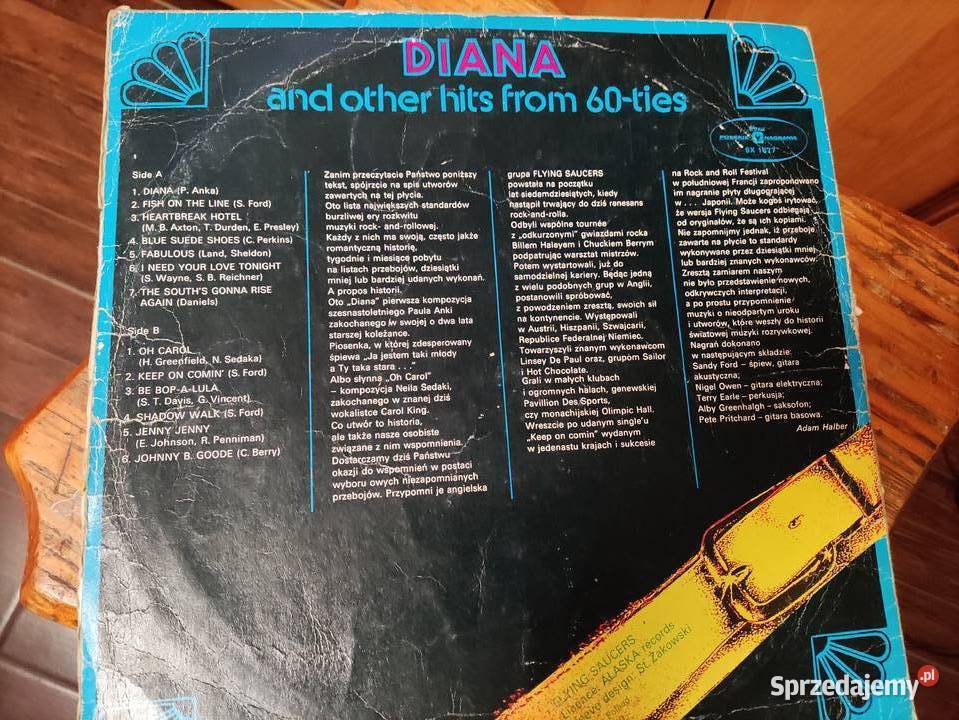 DIANA
and other hits from 60-ties
POLSKIE NAGRANIA
SX 1677
Side A
1. DIANA (P. Anka)
2. FISH ON THE LINE (S. Ford)
3. HEARTBREAK HOTEL
(M. B. Axton, T. Durden, E. Presley)
4. BLUE SUEDE SHOES (C. Perkins)
5. FABULOUS (Land, Sheldon)
6. I NEED YOUR LOVE TONIGHT
(S. Wayne, S. B. Reichner)
7. THE SOUTH'S GONNA RISE
AGAIN (Daniels)
Side B
1. OH CAROL
(H. Greenfield, N. Sedaka)
2. KEEP ON COMIN' (S. Ford)
3. BE BOP-A-LULA
(S. T. Davis, G. Vincent)
4. SHADOW WALK (S. Ford)
5. JENNY JENNY
(E. Johnson, R. Penniman)
6. JOHNNY B. GOODE (C. Berry)
Zanim przeczytacie Państwo poniższy
tekst, spójrzcie na spis utworów
zawartych na tej płycie.
Oto lista największych standardów
burzliwej ery rozkwitu
muzyki rock- and-rollowej.
Każdy z nich ma swoją, często jakże
romantyczną historię,
tygodnie i miesiące pobytu
na listach przebojów, dziesiątki
mniej lub bardziej udanych wykonań.
A propos historii.
Oto „Diana" pierwsza kompozycja
szesnastoletniego Paula Anki
zakochanego w swojej o dwa lata
starszej koleżance.
Piosenka, w której zdesperowany
śpiewa „Ja jestem taki młody
a Ty taka stara . . ."
Albo słynna „Oh Carol"
– kompozycja Neila Sedaki,
zakochanego w znanej dziś
wokalistce Carol King.
Co utwór to historia,
ale także nasze osobiste
związane z nim wspomnienia.
Dostarczamy dziś Państwu
okazji do wspomnień w postaci
wyboru owych niezapomnianych
przebojów. Przypomni je angielska
grupa FLYING SAUCERS
powstała na początku
lat siedemdziesiątych, kiedy
nastąpił trwający do dziś renesans
rock-and-rolla.
Odbyli wspólne tournée
z „odkurzonymi" gwiazdami rocka
Billem Haleyem i Chuckiem Berrym
podpatrując warsztat mistrzów.
Potem wystartowali, już do
samodzielnej kariery. Będąc jedną
z wielu podobnych grup w Anglii,
postanowili spróbować,
z powodzeniem zresztą, swoich sił
na kontynencie. Występowali
w Austrii, Hiszpanii, Szwajcarii,
Republice Federalnej Niemiec.
Towarzyszyli znanym wykonawcom
Linsey De Paul oraz, grupom Sailor
i Hot Chocolate.
Grali w małych klubach
i ogromnych halach, genewskiej
Pavillion Des Sports,
czy monachijskiej Olimpic Hall.
Wreszcie po udanym single'u
„Keep on comin" wydanym
w jedenastu krajach i sukcesie
na Rock and Roll Festival
w południowej Francji zaproponowano
im nagranie płyty długogrającej
w . . . . Japonii. Może kogoś irytować,
że wersja Flying Saucers odbiegają
od oryginałów, że są ich kopiami.
Nie zapomnijmy jednak, iż przeboje
zawarte na płycie to standardy
wykonywane przez dziesiątki mniej
lub bardziej znanych wykonawców.
Zresztą zamiarem naszym
nie było przedstawienie nowych,
odkrywczych interpretacji,
a po prostu przypomnienie
muzyki o nieodpartym uroku
i utworów, które weszły do historii
światowej muzyki rozrywkowej.
Nagrań dokonano
w następującym składzie:
Sandy Ford – śpiew, gitara
akustyczna;
Nigel Owen – gitara elektryczna;
Terry Earle – perkusja;
Alby Greenhalgh – saksofon;
Pete Pritchard – gitara basowa.
Adam Halber
FLYING SAUCERS
licence: ALASKA records
design: St. Żakowski
Sprzedajemy.pl